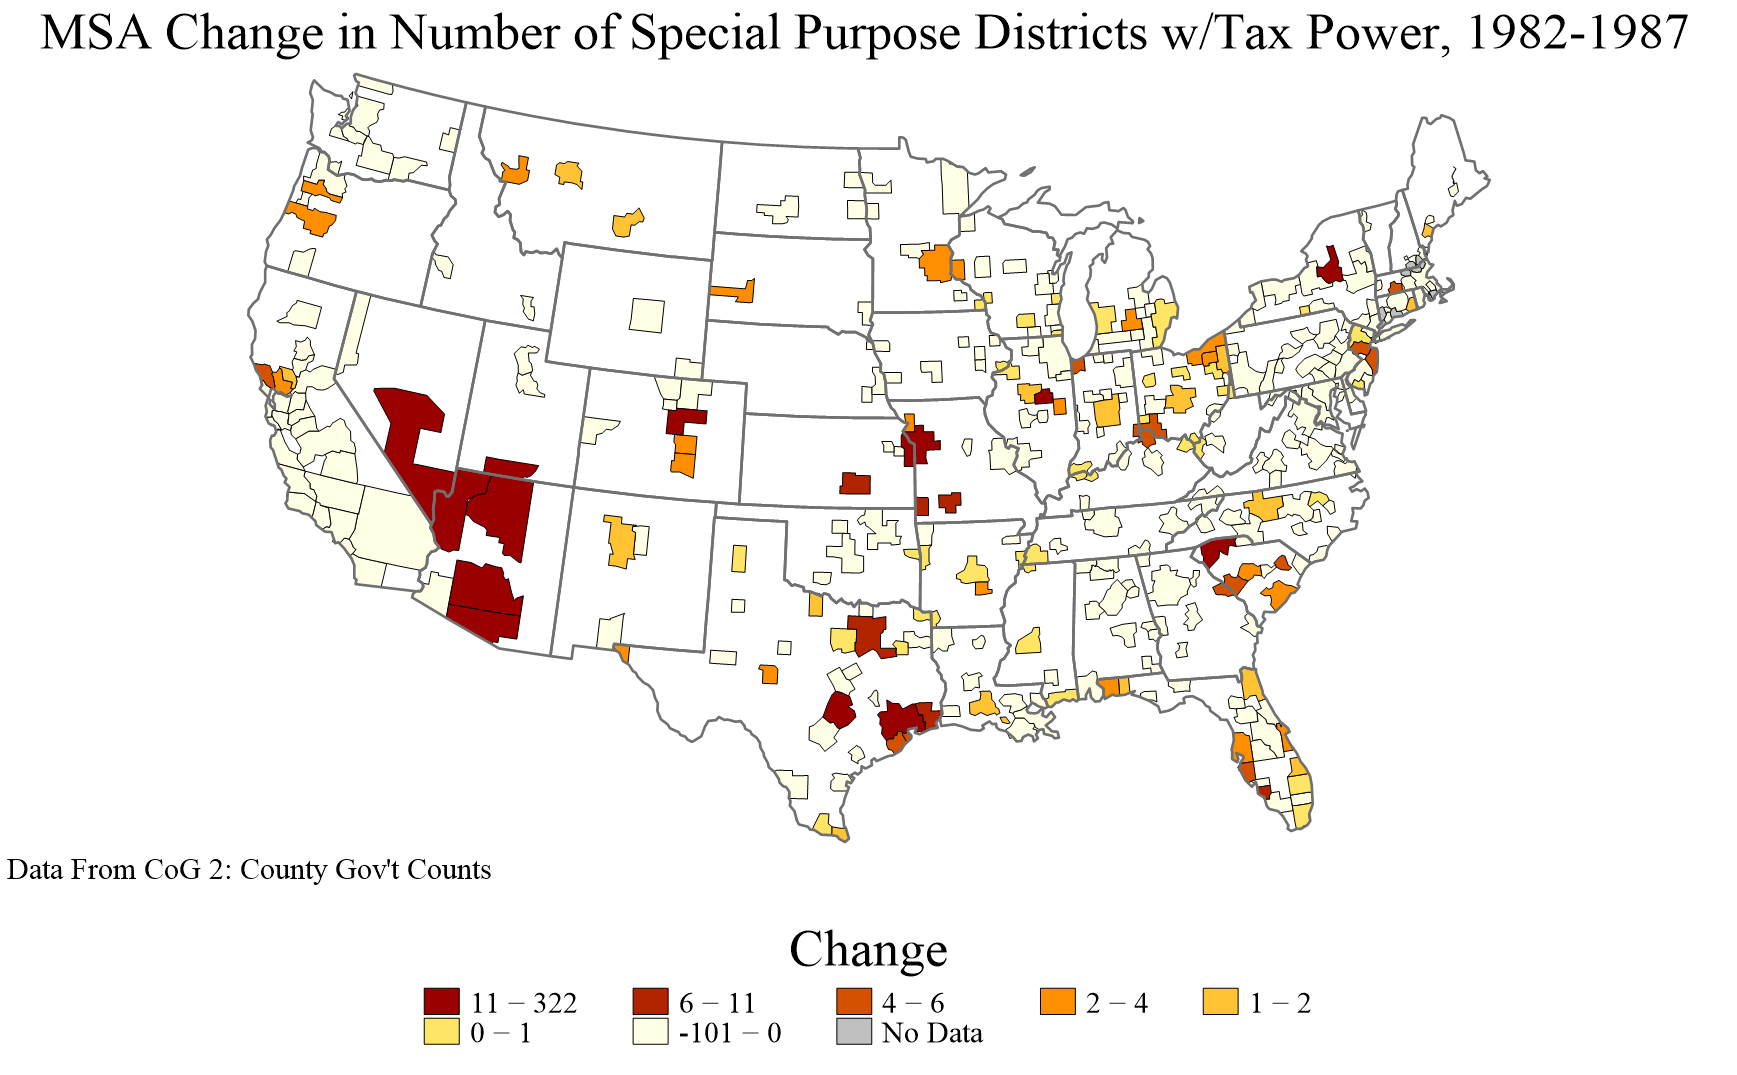 MSA Change in Number of Special Purpose Districts w/Tax Power, 1982-1987
Data From CoG 2: County Gov't Counts
Change
11 − 322 6 − 11 4 − 6 2 − 4 1 − 2
0 − 1 -101 − 0 No Data